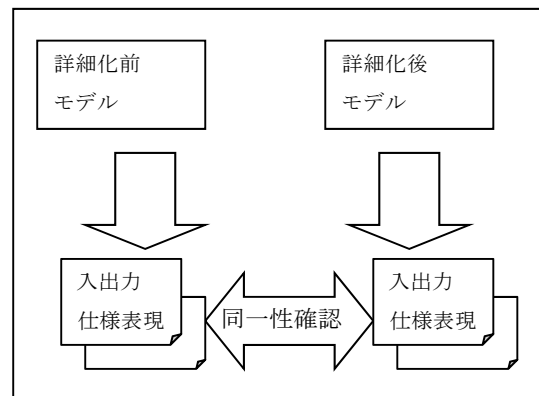 詳細化前
モデル
詳細化後
モデル
入出力
仕様表現
同一性確認
入出力
仕様表現